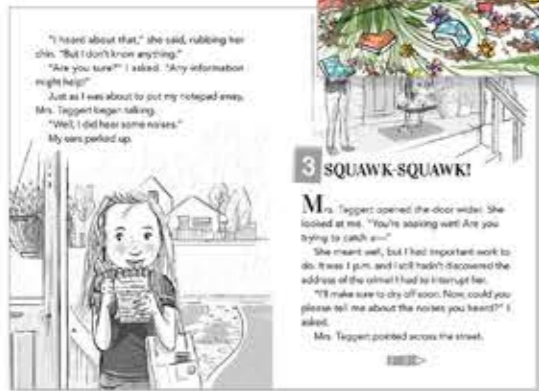 "I heard about that," she said, rubbing her
chin. "But I don't know anything."
"Are you sure?" I asked. "Any information
might help!"
Just as I was about to put my notepad away,
Mrs. Taggert began talking.
"Well, I did hear some noises."
My ears perked up.
3 SQUAWK-SQUAWK!
Mrs. Taggert opened the door wider. She
looked at me. "You're soaking wet! Are you
trying to catch a—"
She meant well, but I had important work to
do. It was 1 p.m. and I still hadn't discovered the
address of the crime! I had to interrupt her.
"I'll make sure to dry off soon. Now, could you
please tell me about the noises you heard?" I
asked.
Mrs. Taggert pointed across the street.